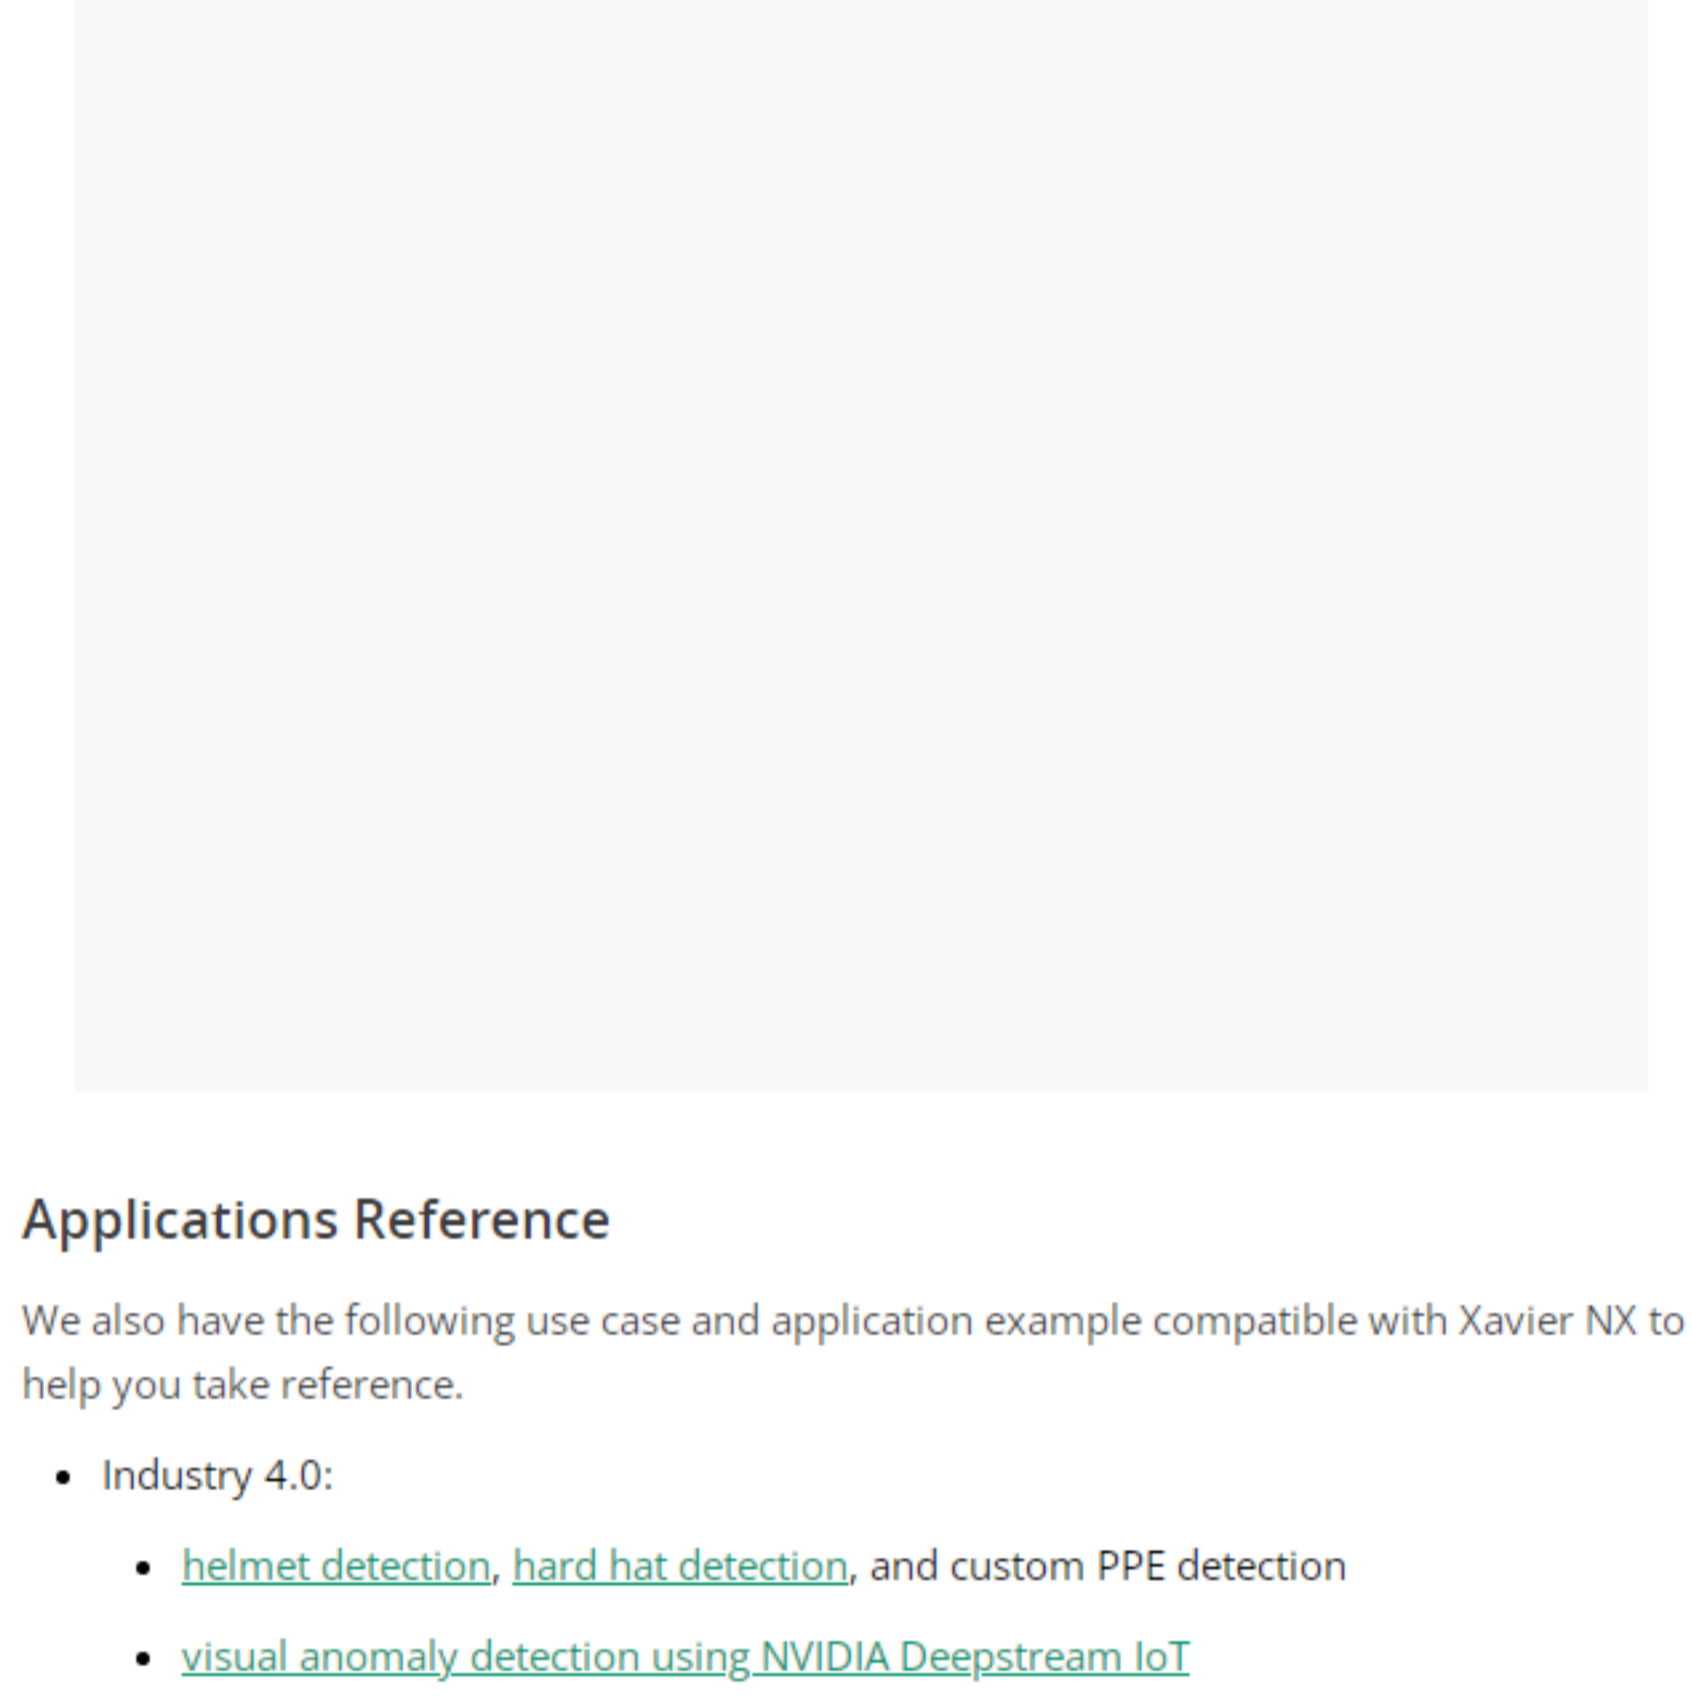 Applications Reference
We also have the following use case and application example compatible with Xavier NX to
help you take reference.
• Industry 4.0:
• helmet detection, hard hat detection, and custom PPE detection
• visual anomaly detection using NVIDIA Deepstream IoT